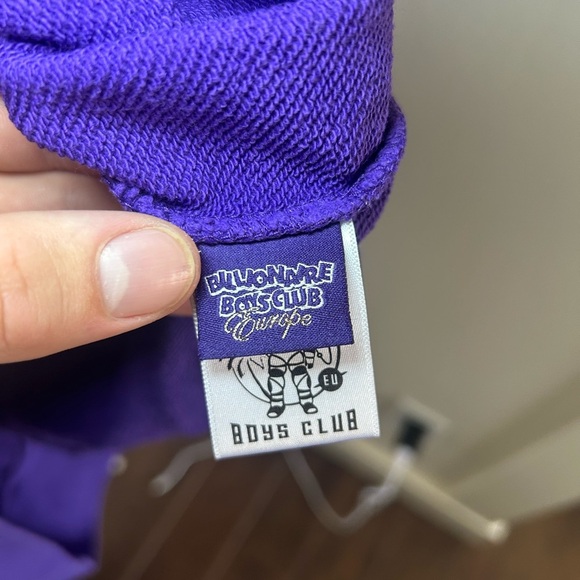 BILLIONAIRE
BOYS CLUB
Europe
EU
BOYS CLUB